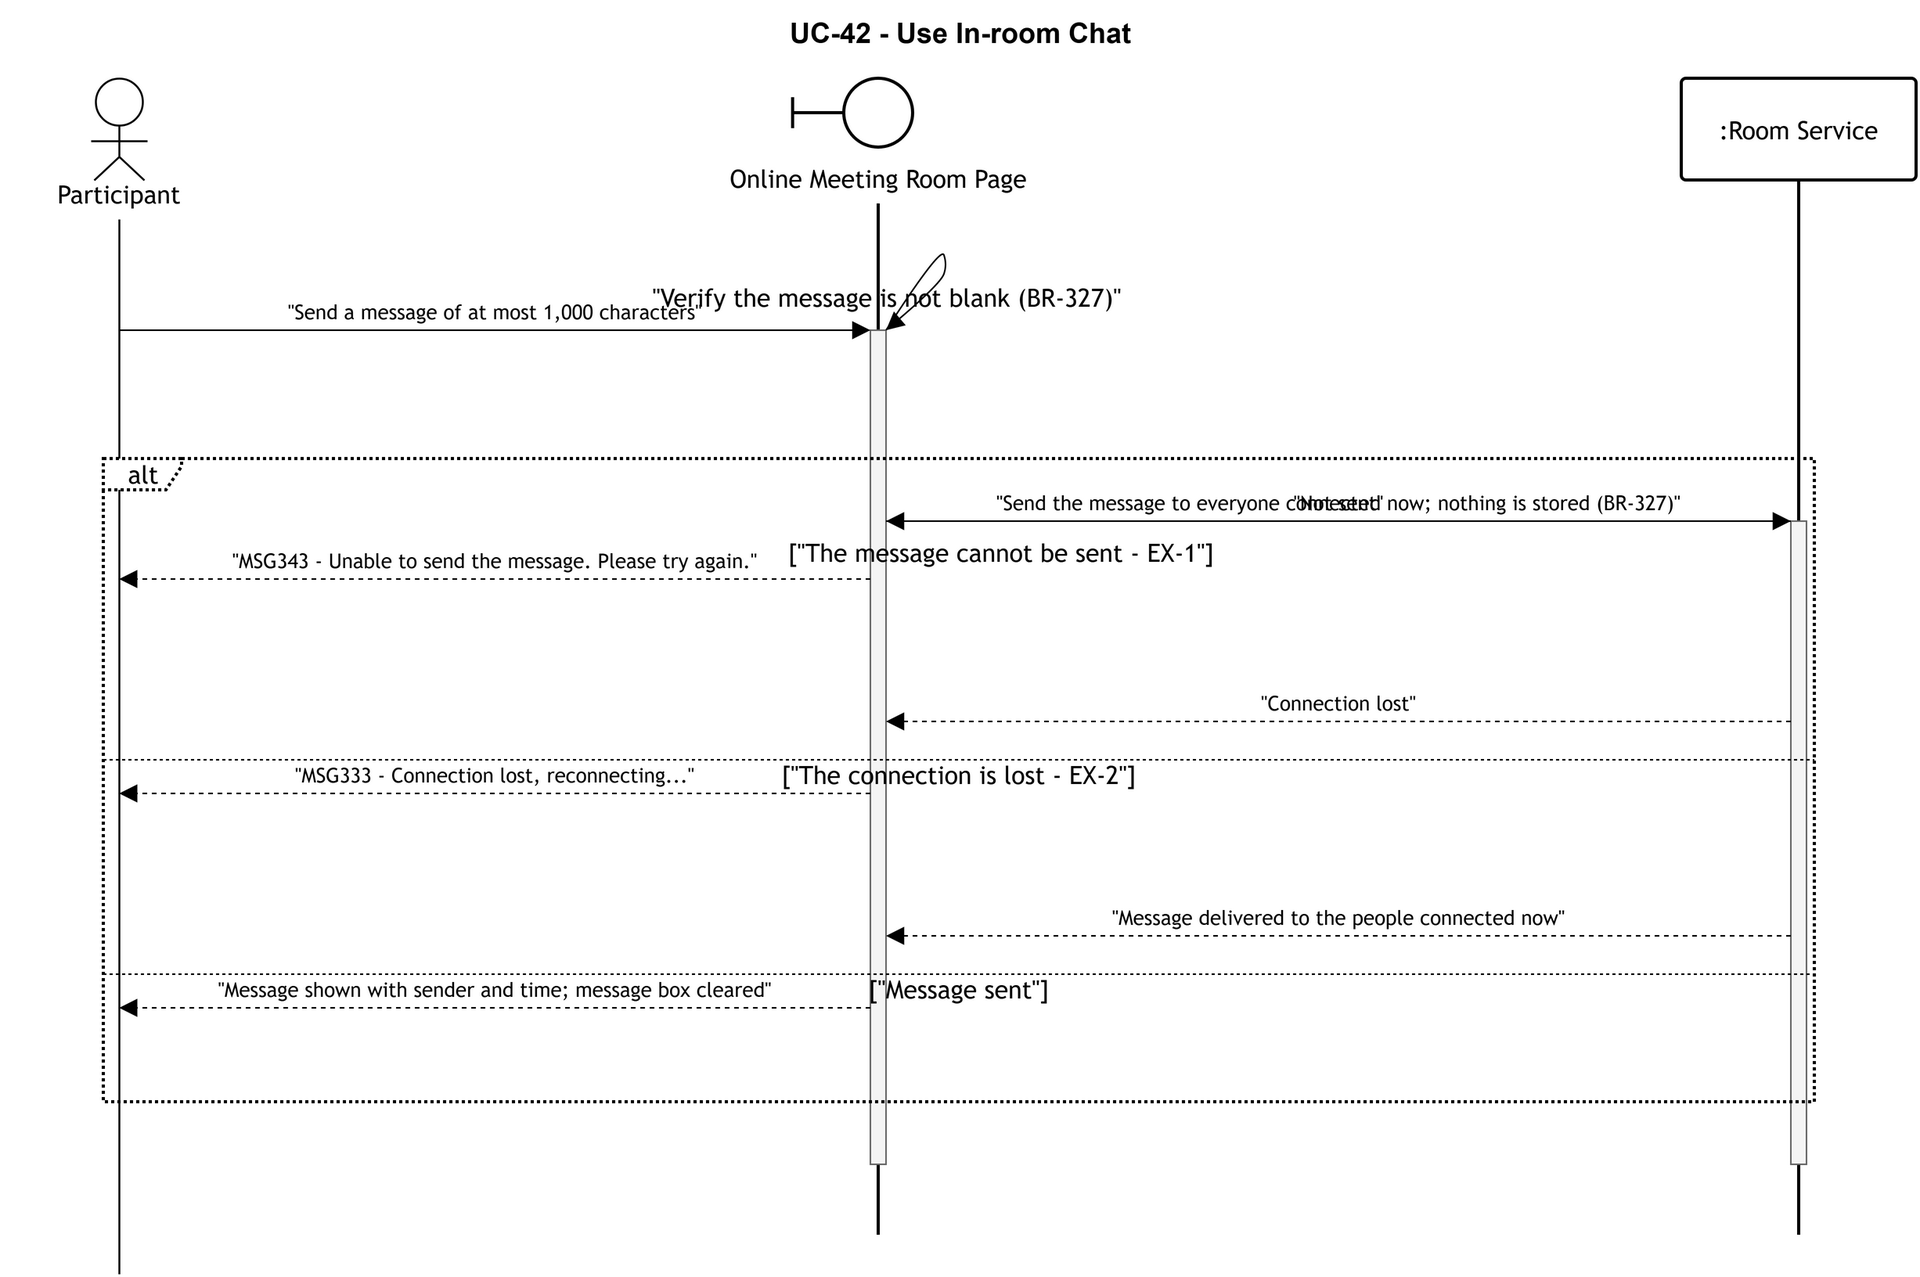 UC-42 - Use In-room Chat
Participant
Online Meeting Room Page
:Room Service
"Verify the message is not blank (BR-327)"
"Send a message of at most 1,000 characters"
alt
"Send the message to everyone connected now; nothing is stored (BR-327)"
"Not sent"
["The message cannot be sent - EX-1"]
"MSG343 - Unable to send the message. Please try again."
"Connection lost"
["The connection is lost - EX-2"]
"MSG333 - Connection lost, reconnecting..."
"Message delivered to the people connected now"
["Message sent"]
"Message shown with sender and time; message box cleared"